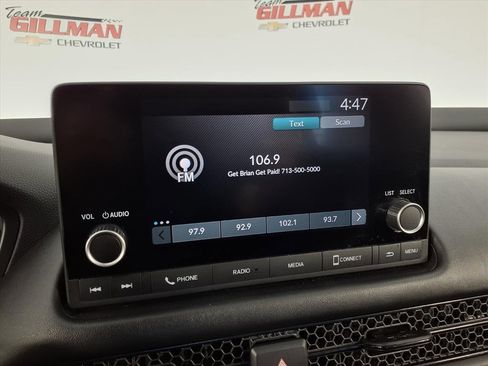 Team
GILLMAN
CHEVROLET
Team
GILLMAN
CHEVROLET
4:47
Text Scan
FM
106.9
Get Brian Get Paid! 713-500-5000
LIST SELECT
VOL AUDIO
97.9 92.9 102.1 93.7
PHONE RADIO MEDIA CONNECT MENU